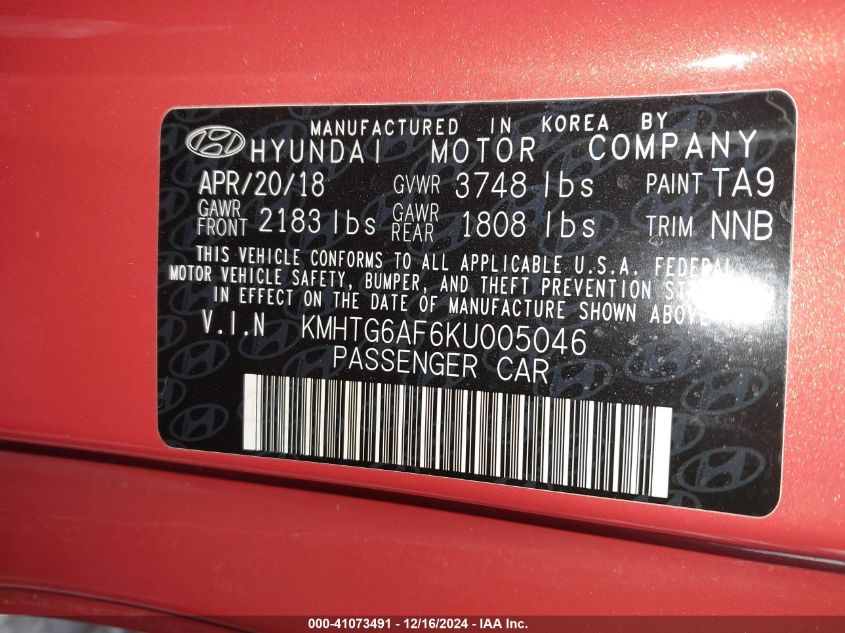 MANUFACTURED IN KOREA BY
HYUNDAI MOTOR COMPANY
APR/20/18 GVWR 3748 lbs PAINT TA9
GAWR FRONT 2183 lbs GAWR REAR 1808 lbs TRIM NNB
THIS VEHICLE CONFORMS TO ALL APPLICABLE U.S.A. FEDERAL
MOTOR VEHICLE SAFETY, BUMPER, AND THEFT PREVENTION
IN EFFECT ON THE DATE OF MANUFACTURE SHOWN ABOVE.
V.I.N KMHTG6AF6KU005046
PASSENGER CAR
000-41073491 - 12/16/2024 - IAA Inc.